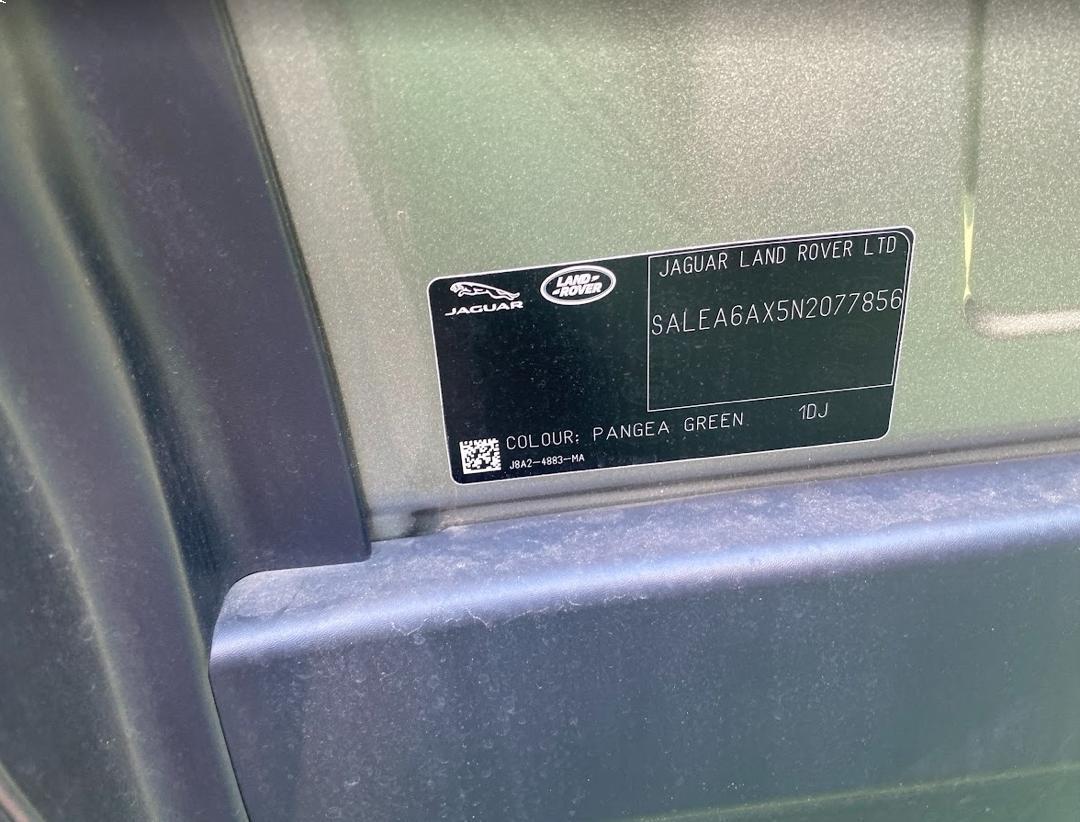 JAGUAR
LAND-
-ROVER
JAGUAR LAND ROVER LTD
SALEA6AX5N2077856
COLOUR: PANGEA GREEN 1DJ
J8A2-4883-MA